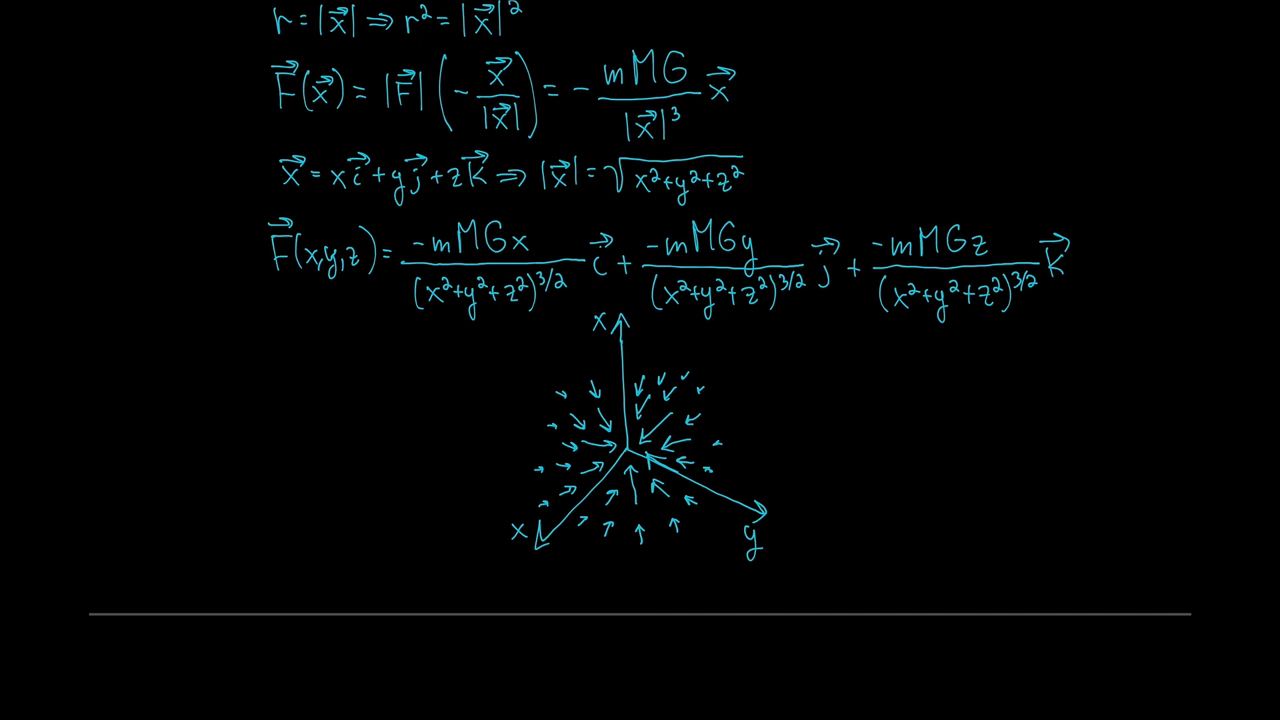 r = |x⃗| ⇒ r² = |x⃗|²
F⃗(x⃗) = |F⃗| (- x⃗/|x⃗|) = - mMG/|x⃗|³ x⃗
x⃗ = xi⃗ + yj⃗ + zk⃗ ⇒ |x⃗| = √(x²+y²+z²)
F⃗(x,y,z) = -mMGx/(x²+y²+z²)^3/2 i⃗ + -mMGy/(x²+y²+z²)^3/2 j⃗ + -mMGz/(x²+y²+z²)^3/2 k⃗
x
x
y